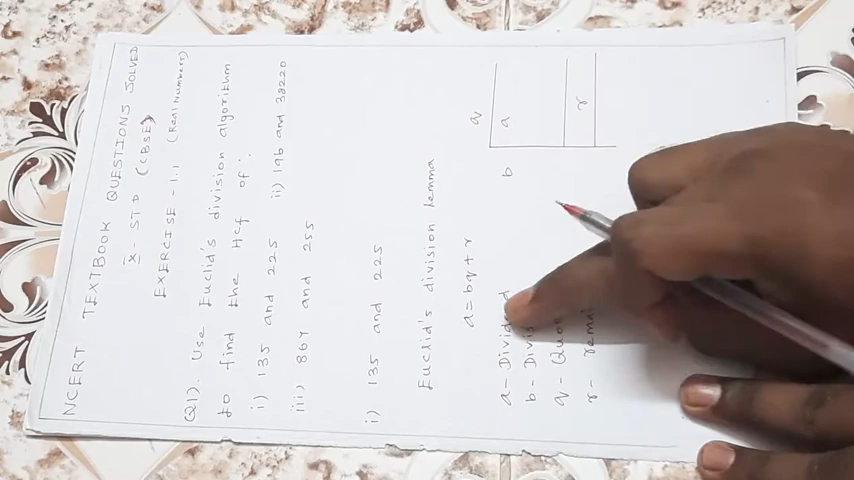 NCERT TEXTBOOK QUESTIONS SOLVED
X - STD (CBSE)
EXERCISE - 1.1 (Real Numbers)
Q1). Use Euclid's division algorithm
to find the HCF of :
i) 135 and 225 ii) 196 and 38220
iii) 867 and 255
i) 135 and 225
Euclid's division lemma
a = bq + r
a - Dividend
b - Divis
q - Quo
r - remai
q
b a
r